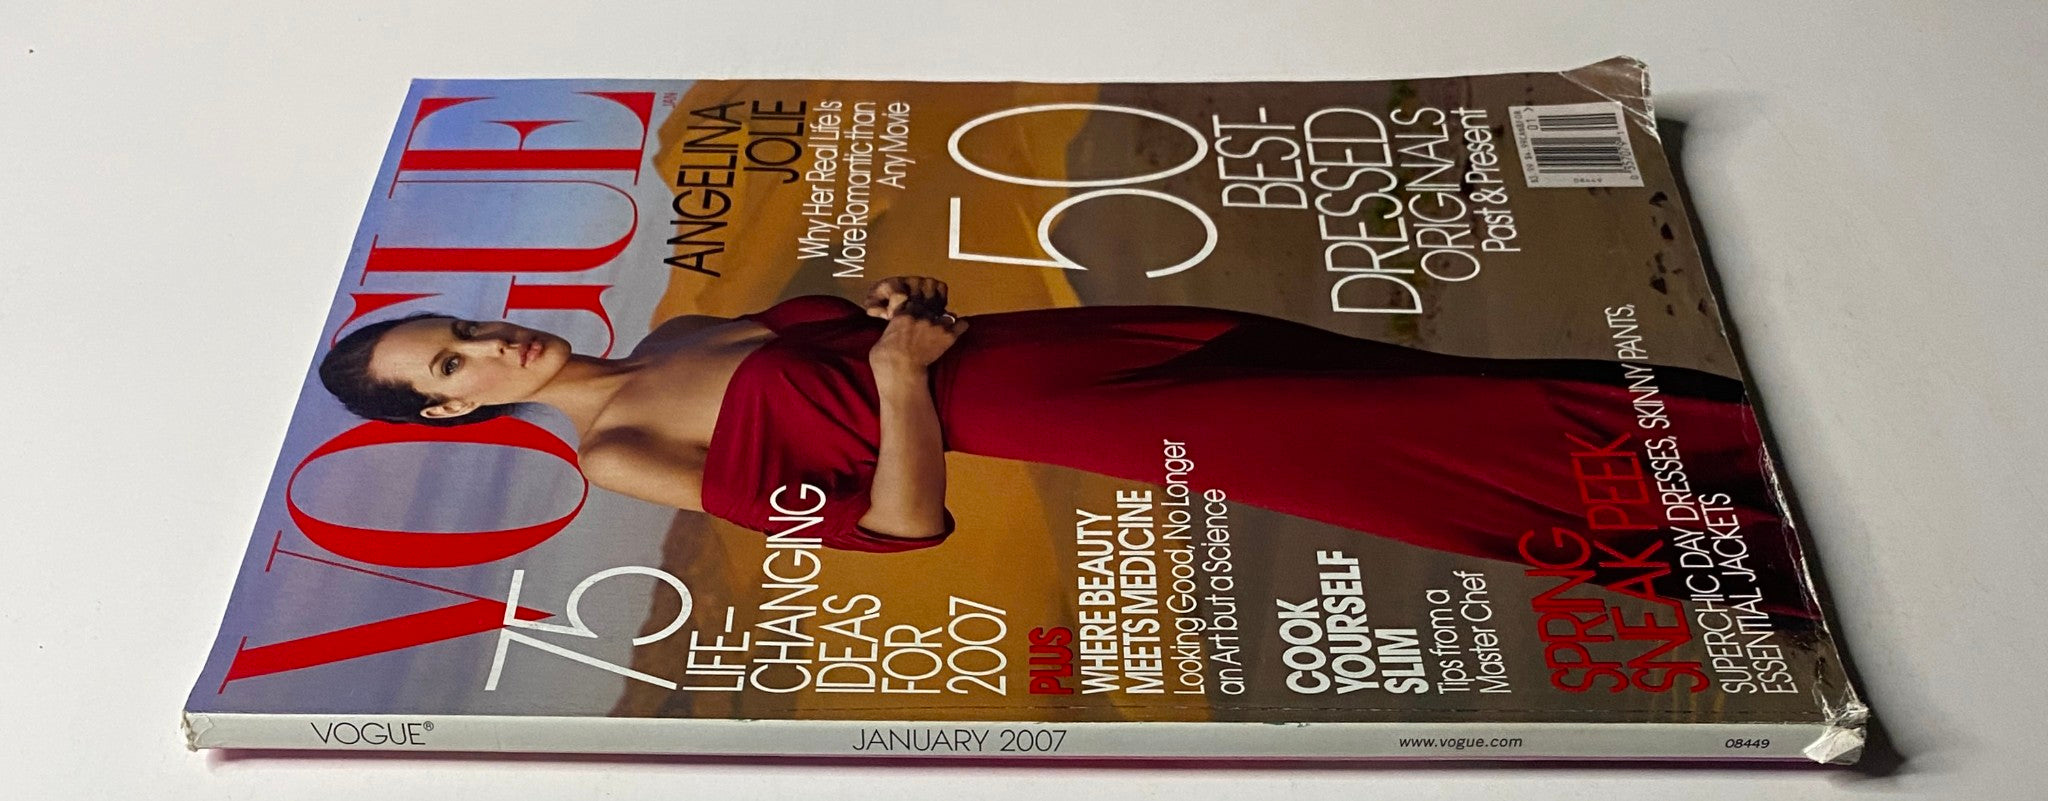 VOGUE
JAN
ANGELINA
JOLIE
Why Her Real Life Is
More Romantic than
Any Movie
75
LIFE–
CHANGING
IDEAS
FOR
2007
50
BEST–
DRESSED
ORIGINALS
Past & Present
PLUS
WHERE BEAUTY
MEETS MEDICINE
Looking Good, No Longer
an Art but a Science
COOK
YOURSELF
SLIM
Tips from a
Master Chef
SPRING
SNEAK PEEK
SUPERCHIC DAY DRESSES, SKINNY PANTS,
ESSENTIAL JACKETS
01
VOGUE®
JANUARY 2007
www.vogue.com
08449